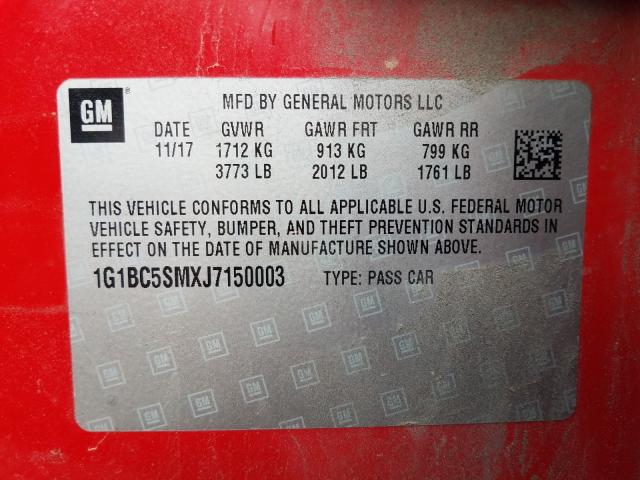 GM ®
MFD BY GENERAL MOTORS LLC
DATE GVWR GAWR FRT GAWR RR
11/17 1712 KG 913 KG 799 KG
3773 LB 2012 LB 1761 LB
THIS VEHICLE CONFORMS TO ALL APPLICABLE U.S. FEDERAL MOTOR
VEHICLE SAFETY, BUMPER, AND THEFT PREVENTION STANDARDS IN
EFFECT ON THE DATE OF MANUFACTURE SHOWN ABOVE.
1G1BC5SMXJ7150003 TYPE: PASS CAR